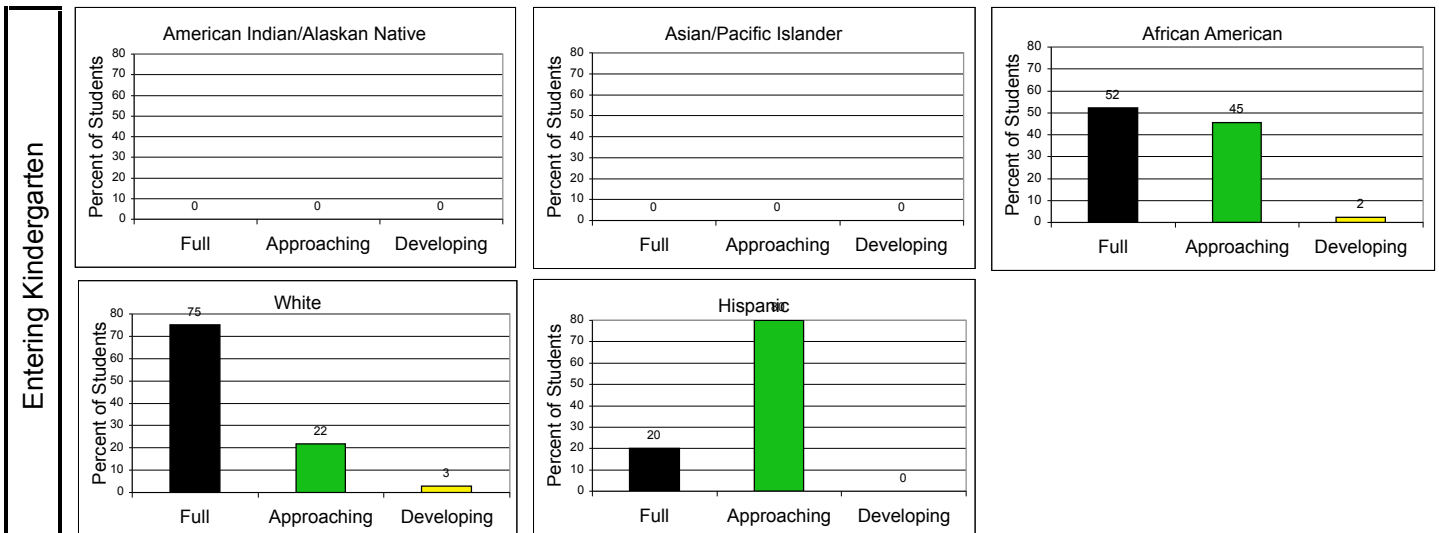 Entering Kindergarten
American Indian/Alaskan Native
Percent of Students
80
70
60
50
40
30
20
10
0
0 0 0
Full Approaching Developing
Asian/Pacific Islander
Percent of Students
80
70
60
50
40
30
20
10
0
0 0 0
Full Approaching Developing
African American
Percent of Students
80
70
60
50
40
30
20
10
0
52 45 2
Full Approaching Developing
White
Percent of Students
80
70
60
50
40
30
20
10
0
75 22 3
Full Approaching Developing
Hispanic
Percent of Students
80
70
60
50
40
30
20
10
0
20 80 0
Full Approaching Developing